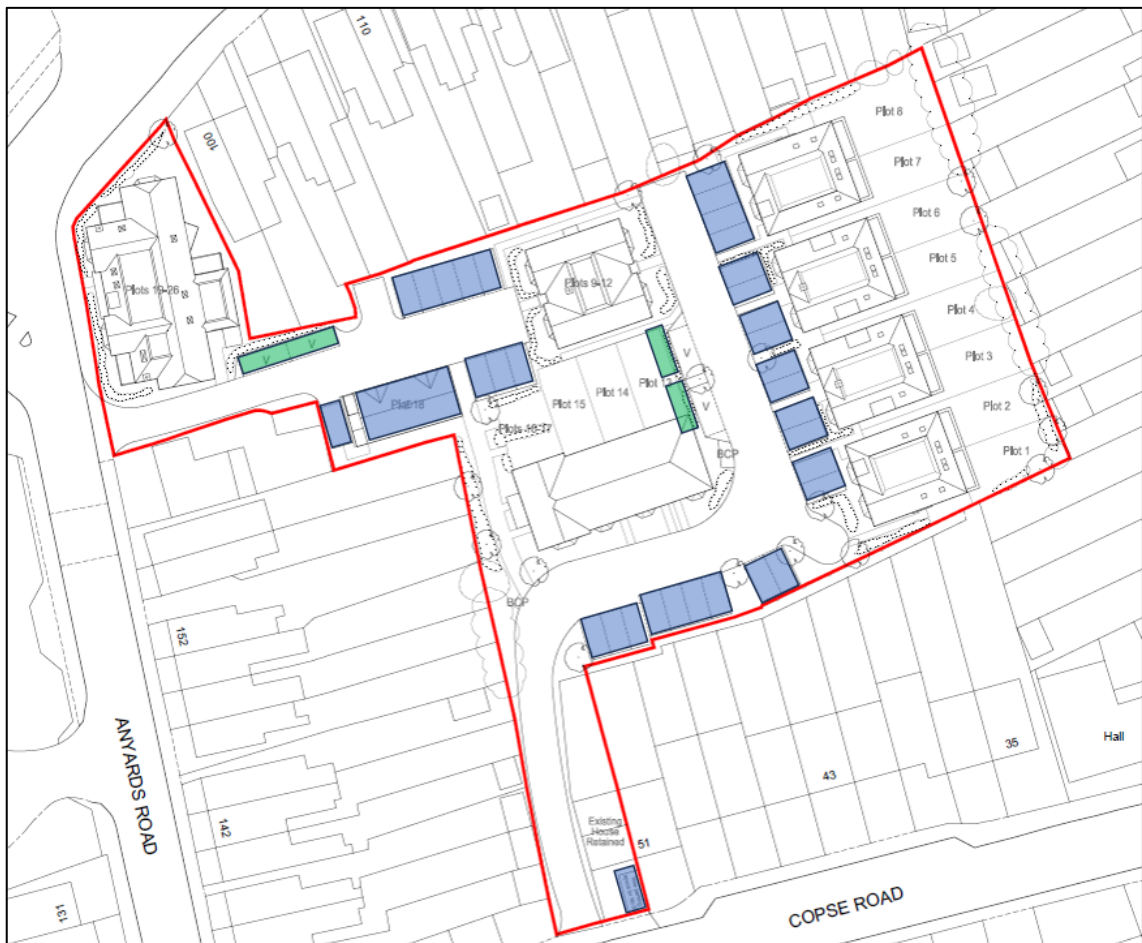 110
100
Plot 8
Plot 7
Plot 6
Plot 5
Plot 4
Plot 3
Plot 2
Plot 1
Plots 19-26
Plots 9-12
V
V
V
V
Plot 18
Plot 15
Plot 14
BCP
BCP
152
142
131
ANYARDS ROAD
Existing
House
Retained
51
43
35
Hall
COPSE ROAD